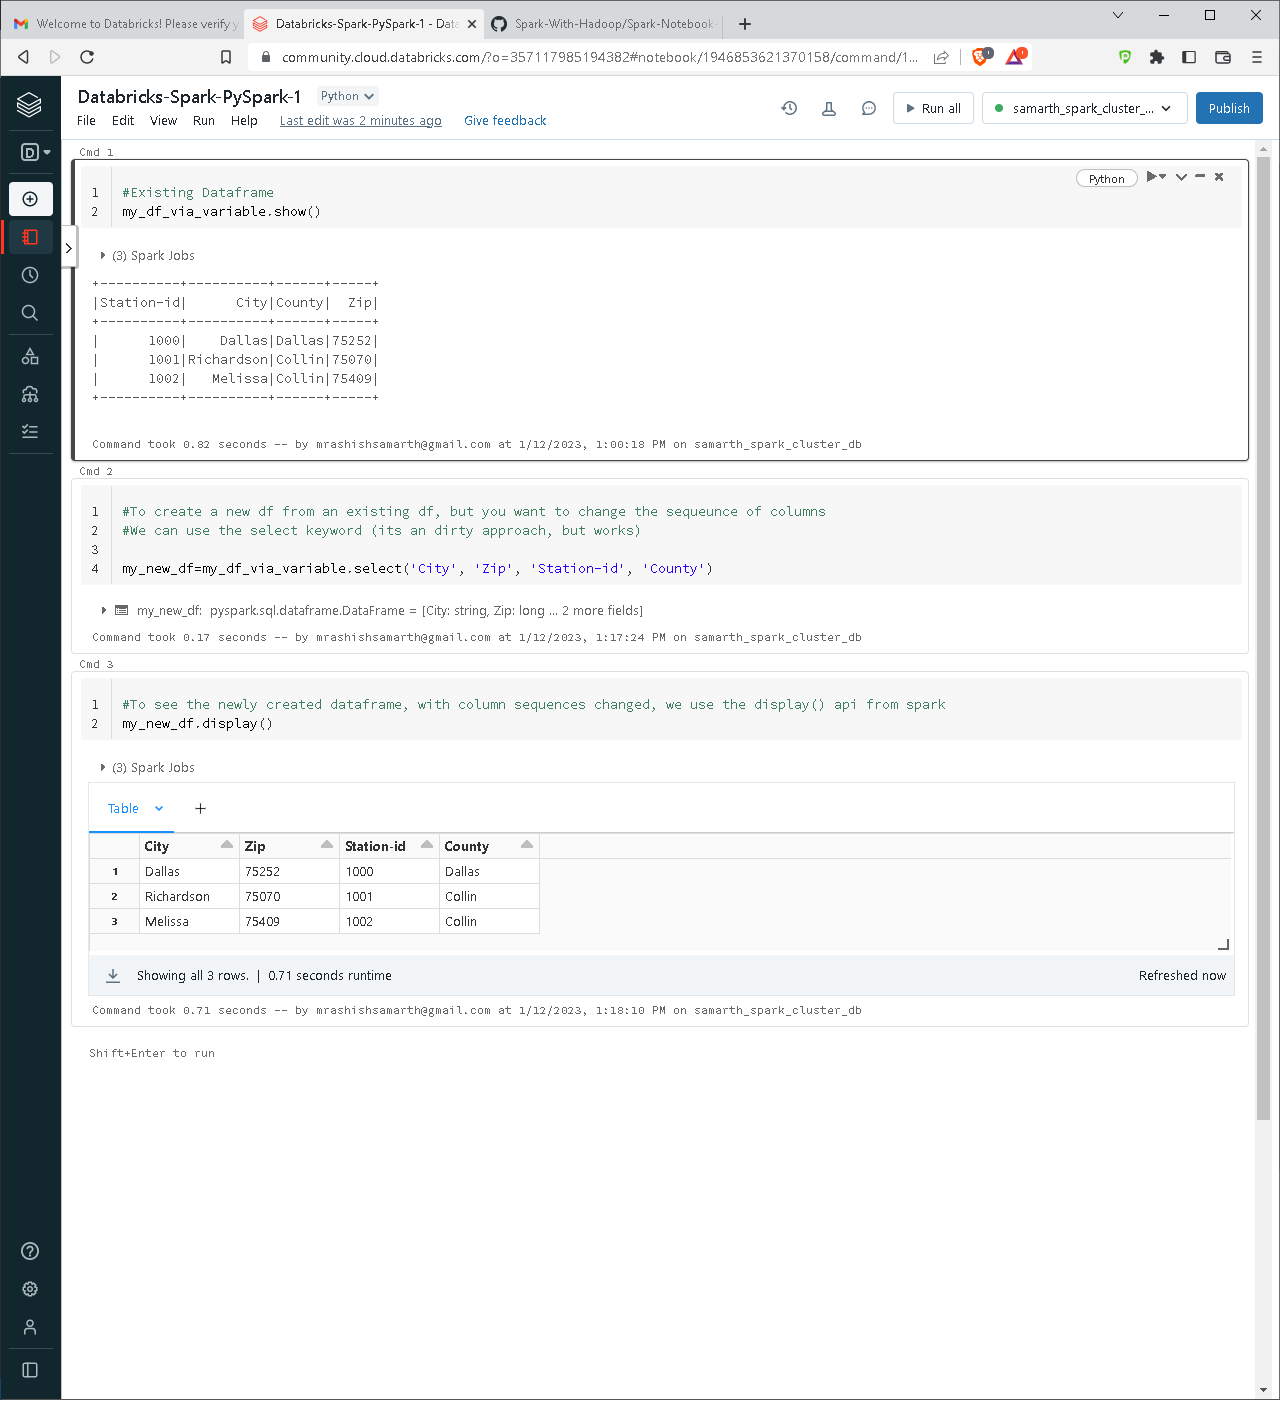 Welcome to Databricks! Please verify y
Databricks-Spark-PySpark-1 - Data
Spark-With-Hadoop/Spark-Notebook
community.cloud.databricks.com/?o=357117985194382#notebook/1946853621370158/command/1...
1
1
Databricks-Spark-PySpark-1
Python
File Edit View Run Help Last edit was 2 minutes ago Give feedback
Run all
samarth_spark_cluster_...
Publish
D
Cmd 1
Python
1 #Existing Dataframe
2 my_df_via_variable.show()
(3) Spark Jobs
+----------+----------+------+-----+
|Station-id|      City|County|  Zip|
+----------+----------+------+-----+
|      1000|    Dallas|Dallas|75252|
|      1001|Richardson|Collin|75070|
|      1002|   Melissa|Collin|75409|
+----------+----------+------+-----+
Command took 0.82 seconds -- by mrashishsamarth@gmail.com at 1/12/2023, 1:00:18 PM on samarth_spark_cluster_db
Cmd 2
1 #To create a new df from an existing df, but you want to change the sequeunce of columns
2 #We can use the select keyword (its an dirty approach, but works)
3
4 my_new_df=my_df_via_variable.select('City', 'Zip', 'Station-id', 'County')
my_new_df: pyspark.sql.dataframe.DataFrame = [City: string, Zip: long ... 2 more fields]
Command took 0.17 seconds -- by mrashishsamarth@gmail.com at 1/12/2023, 1:17:24 PM on samarth_spark_cluster_db
Cmd 3
1 #To see the newly created dataframe, with column sequences changed, we use the display() api from spark
2 my_new_df.display()
(3) Spark Jobs
Table
City Zip Station-id County
1 Dallas 75252 1000 Dallas
2 Richardson 75070 1001 Collin
3 Melissa 75409 1002 Collin
Showing all 3 rows. | 0.71 seconds runtime
Refreshed now
Command took 0.71 seconds -- by mrashishsamarth@gmail.com at 1/12/2023, 1:18:10 PM on samarth_spark_cluster_db
Shift+Enter to run